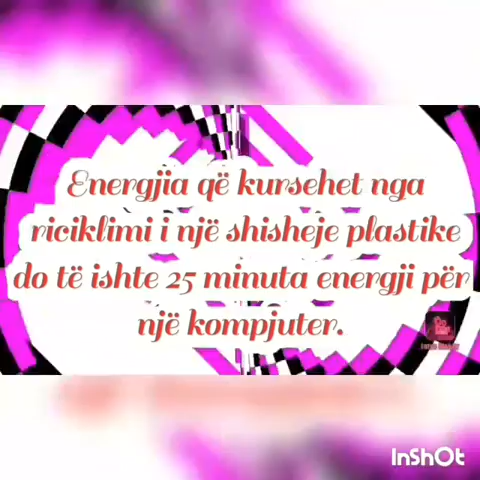 Energjia që kursehet nga
riciklimi i një shisheje plastike
do të ishte 25 minuta energji për
një kompjuter.
InShOt